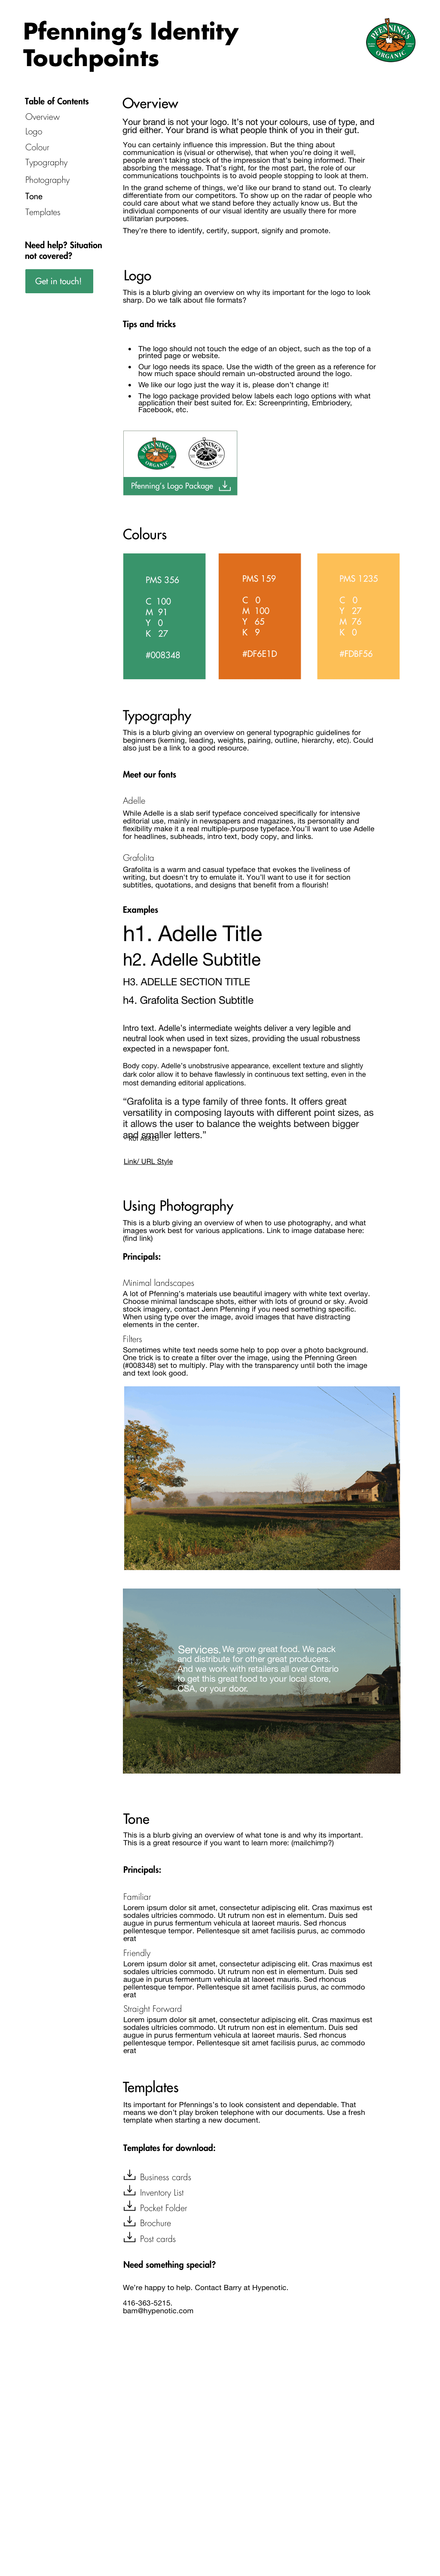 Pfenning's Identity
Touchpoints
PFENNING'S
ORGANIC
Table of Contents
Overview
Logo
Colour
Typography
Photography
Tone
Templates
Need help? Situation
not covered?
Get in touch!
Overview
Your brand is not your logo. It's not your colours, use of type, and
grid either. Your brand is what people think of you in their gut.
You can certainly influence this impression. But the thing about
communication is (visual or otherwise), that when you're doing it well,
people aren't taking stock of the impression that's being informed. Their
absorbing the message. That's right, for the most part, the role of our
communications touchpoints is to avoid people stopping to look at them.
In the grand scheme of things, we'd like our brand to stand out. To clearly
differentiate from our competitors. To show up on the radar of people who
could care about what we stand before they actually know us. But the
individual components of our visual identity are usually there for more
utilitarian purposes.
They're there to identify, certify, support, signify and promote.
Logo
This is a blurb giving an overview on why its important for the logo to look
sharp. Do we talk about file formats?
Tips and tricks
• The logo should not touch the edge of an object, such as the top of a
printed page or website.
• Our logo needs its space. Use the width of the green as a reference for
how much space should remain un-obstructed around the logo.
• We like our logo just the way it is, please don't change it!
• The logo package provided below labels each logo options with what
application their best suited for. Ex: Screenprinting, Embriodery,
Facebook, etc.
PFENNING'S
ORGANIC
PFENNING'S
ORGANIC
Pfenning's Logo Package
Colours
PMS 356
C 100
M 91
Y 0
K 27
#008348
PMS 159
C 0
M 100
Y 65
K 9
#DF6E1D
PMS 1235
C 0
Y 27
M 76
K 0
#FDBF56
Typography
This is a blurb giving an overview on general typographic guidelines for
beginners (kerning, leading, weights, pairing, outline, hierarchy, etc). Could
also just be a link to a good resource.
Meet our fonts
Adelle
While Adelle is a slab serif typeface conceived specifically for intensive
editorial use, mainly in newspapers and magazines, its personality and
flexibility make it a real multiple-purpose typeface.You'll want to use Adelle
for headlines, subheads, intro text, body copy, and links.
Grafolita
Grafolita is a warm and casual typeface that evokes the liveliness of
writing, but doesn't try to emulate it. You'll want to use it for section
subtitles, quotations, and designs that benefit from a flourish!
Examples
h1. Adelle Title
h2. Adelle Subtitle
H3. ADELLE SECTION TITLE
h4. Grafolita Section Subtitle
Intro text. Adelle's intermediate weights deliver a very legible and
neutral look when used in text sizes, providing the usual robustness
expected in a newspaper font.
Body copy. Adelle's unobstrusive appearance, excellent texture and slightly
dark color allow it to behave flawlessly in continuous text setting, even in the
most demanding editorial applications.
"Grafolita is a type family of three fonts. It offers great
versatility in composing layouts with different point sizes, as
it allows the user to balance the weights between bigger
and smaller letters."
Link/ URL Style
Using Photography
This is a blurb giving an overview of when to use photography, and what
images work best for various applications. Link to image database here:
(find link)
Principals:
Minimal landscapes
A lot of Pfenning's materials use beautiful imagery with white text overlay.
Choose minimal landscape shots, either with lots of ground or sky. Avoid
stock imagery, contact Jenn Pfenning if you need something specific.
When using type over the image, avoid images that have distracting
elements in the center.
Filters
Sometimes white text needs some help to pop over a photo background.
One trick is to create a filter over the image, using the Pfenning Green
(#008348) set to multiply. Play with the transparency until both the image
and text look good.
Services. We grow great food. We pack
and distribute for other great producers.
And we work with retailers all over Ontario
to get this great food to your local store,
CSA, or your door.
Tone
This is a blurb giving an overview of what tone is and why its important.
This is a great resource if you want to learn more: (mailchimp?)
Principals:
Familiar
Lorem ipsum dolor sit amet, consectetur adipiscing elit. Cras maximus est
sodales ultricies commodo. Ut rutrum non est in elementum. Duis sed
augue in purus fermentum vehicula at laoreet mauris. Sed rhoncus
pellentesque tempor. Pellentesque sit amet facilisis purus, ac commodo
erat
Friendly
Lorem ipsum dolor sit amet, consectetur adipiscing elit. Cras maximus est
sodales ultricies commodo. Ut rutrum non est in elementum. Duis sed
augue in purus fermentum vehicula at laoreet mauris. Sed rhoncus
pellentesque tempor. Pellentesque sit amet facilisis purus, ac commodo
erat
Straight Forward
Lorem ipsum dolor sit amet, consectetur adipiscing elit. Cras maximus est
sodales ultricies commodo. Ut rutrum non est in elementum. Duis sed
augue in purus fermentum vehicula at laoreet mauris. Sed rhoncus
pellentesque tempor. Pellentesque sit amet facilisis purus, ac commodo
erat
Templates
Its important for Pfennings's to look consistent and dependable. That
means we don't play broken telephone with our documents. Use a fresh
template when starting a new document.
Templates for download:
Business cards
Inventory List
Pocket Folder
Brochure
Post cards
Need something special?
We're happy to help. Contact Barry at Hypenotic.
416-363-5215.
bam@hypenotic.com